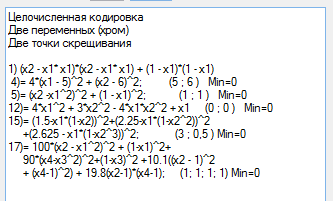 Целочисленная кодировка
Две переменных (хром)
Две точки скрещивания
1) (x2 - x1* x1)*(x2 - x1* x1) + (1 - x1)*(1 - x1)
4)= 4*(x1 - 5)^2 + (x2 - 6)^2; (5 ; 6 ) Min=0
5)= (x2 -x1^2)^2 + (1 - x1)^2; (1 ; 1 ) Min=0
12)= 4*x1^2 + 3*x2^2 - 4*x1*x2^2 + x1 (0 ; 0 ) Min=0
15)= (1.5-x1*(1-x2))^2+(2.25-x1*(1-x2^2))^2
+(2.625 - x1*(1-x2^3))^2; (3 ; 0,5 ) Min=0
17)= 100*(x2 - x1^2)^2 + (1-x1)^2+
90*(x4-x3^2)^2+(1-x3)^2 +10.1((x2 - 1)^2
+ (x4-1)^2) + 19.8(x2-1)*(x4-1); (1; 1; 1; 1) Min=0